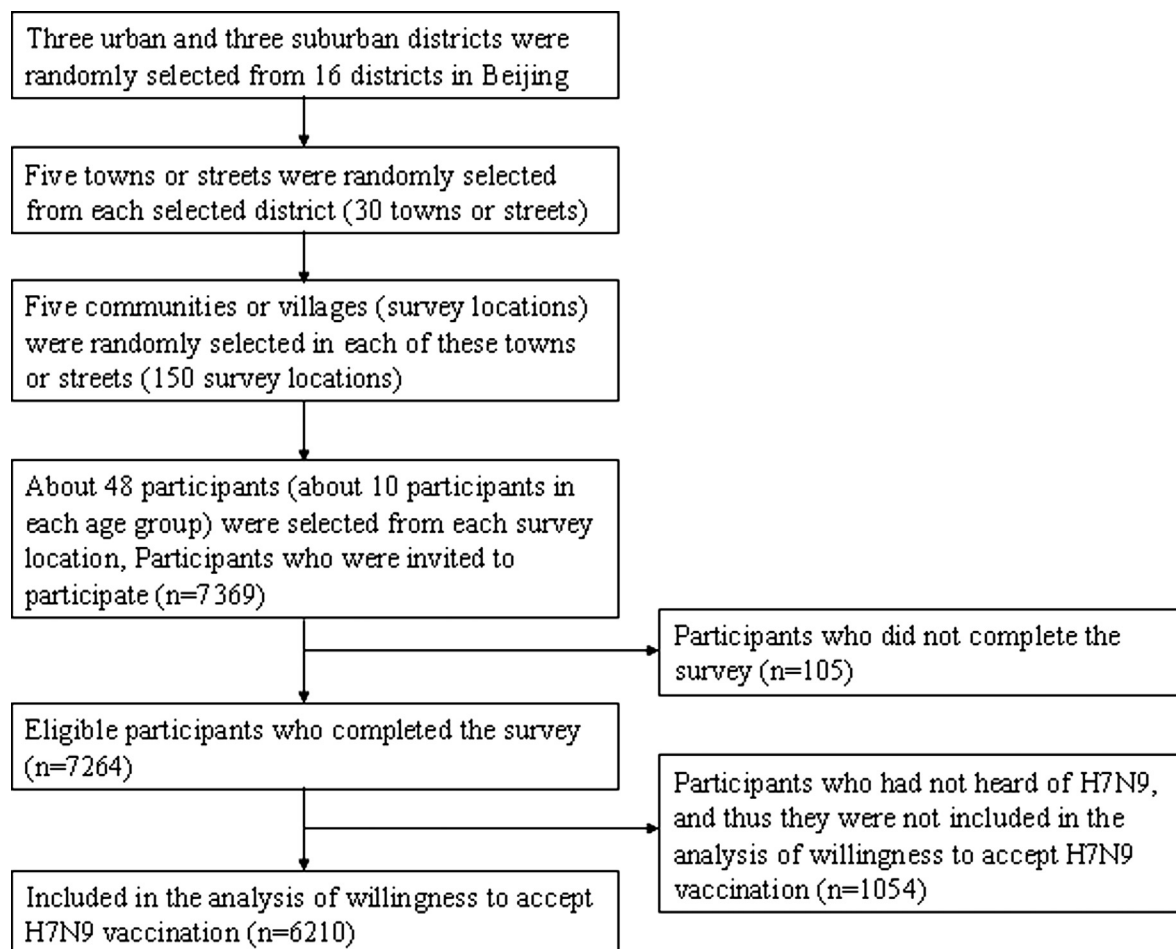 Three urban and three suburban districts were
randomly selected from 16 districts in Beijing
Five towns or streets were randomly selected
from each selected district (30 towns or streets)
Five communities or villages (survey locations)
were randomly selected in each of these towns
or streets (150 survey locations)
About 48 participants (about 10 participants in
each age group) were selected from each survey
location, Participants who were invited to
participate (n=7369)
Participants who did not complete the
survey (n=105)
Eligible participants who completed the survey
(n=7264)
Participants who had not heard of H7N9,
and thus they were not included in the
analysis of willingness to accept H7N9
vaccination (n=1054)
Included in the analysis of willingness to accept
H7N9 vaccination (n=6210)